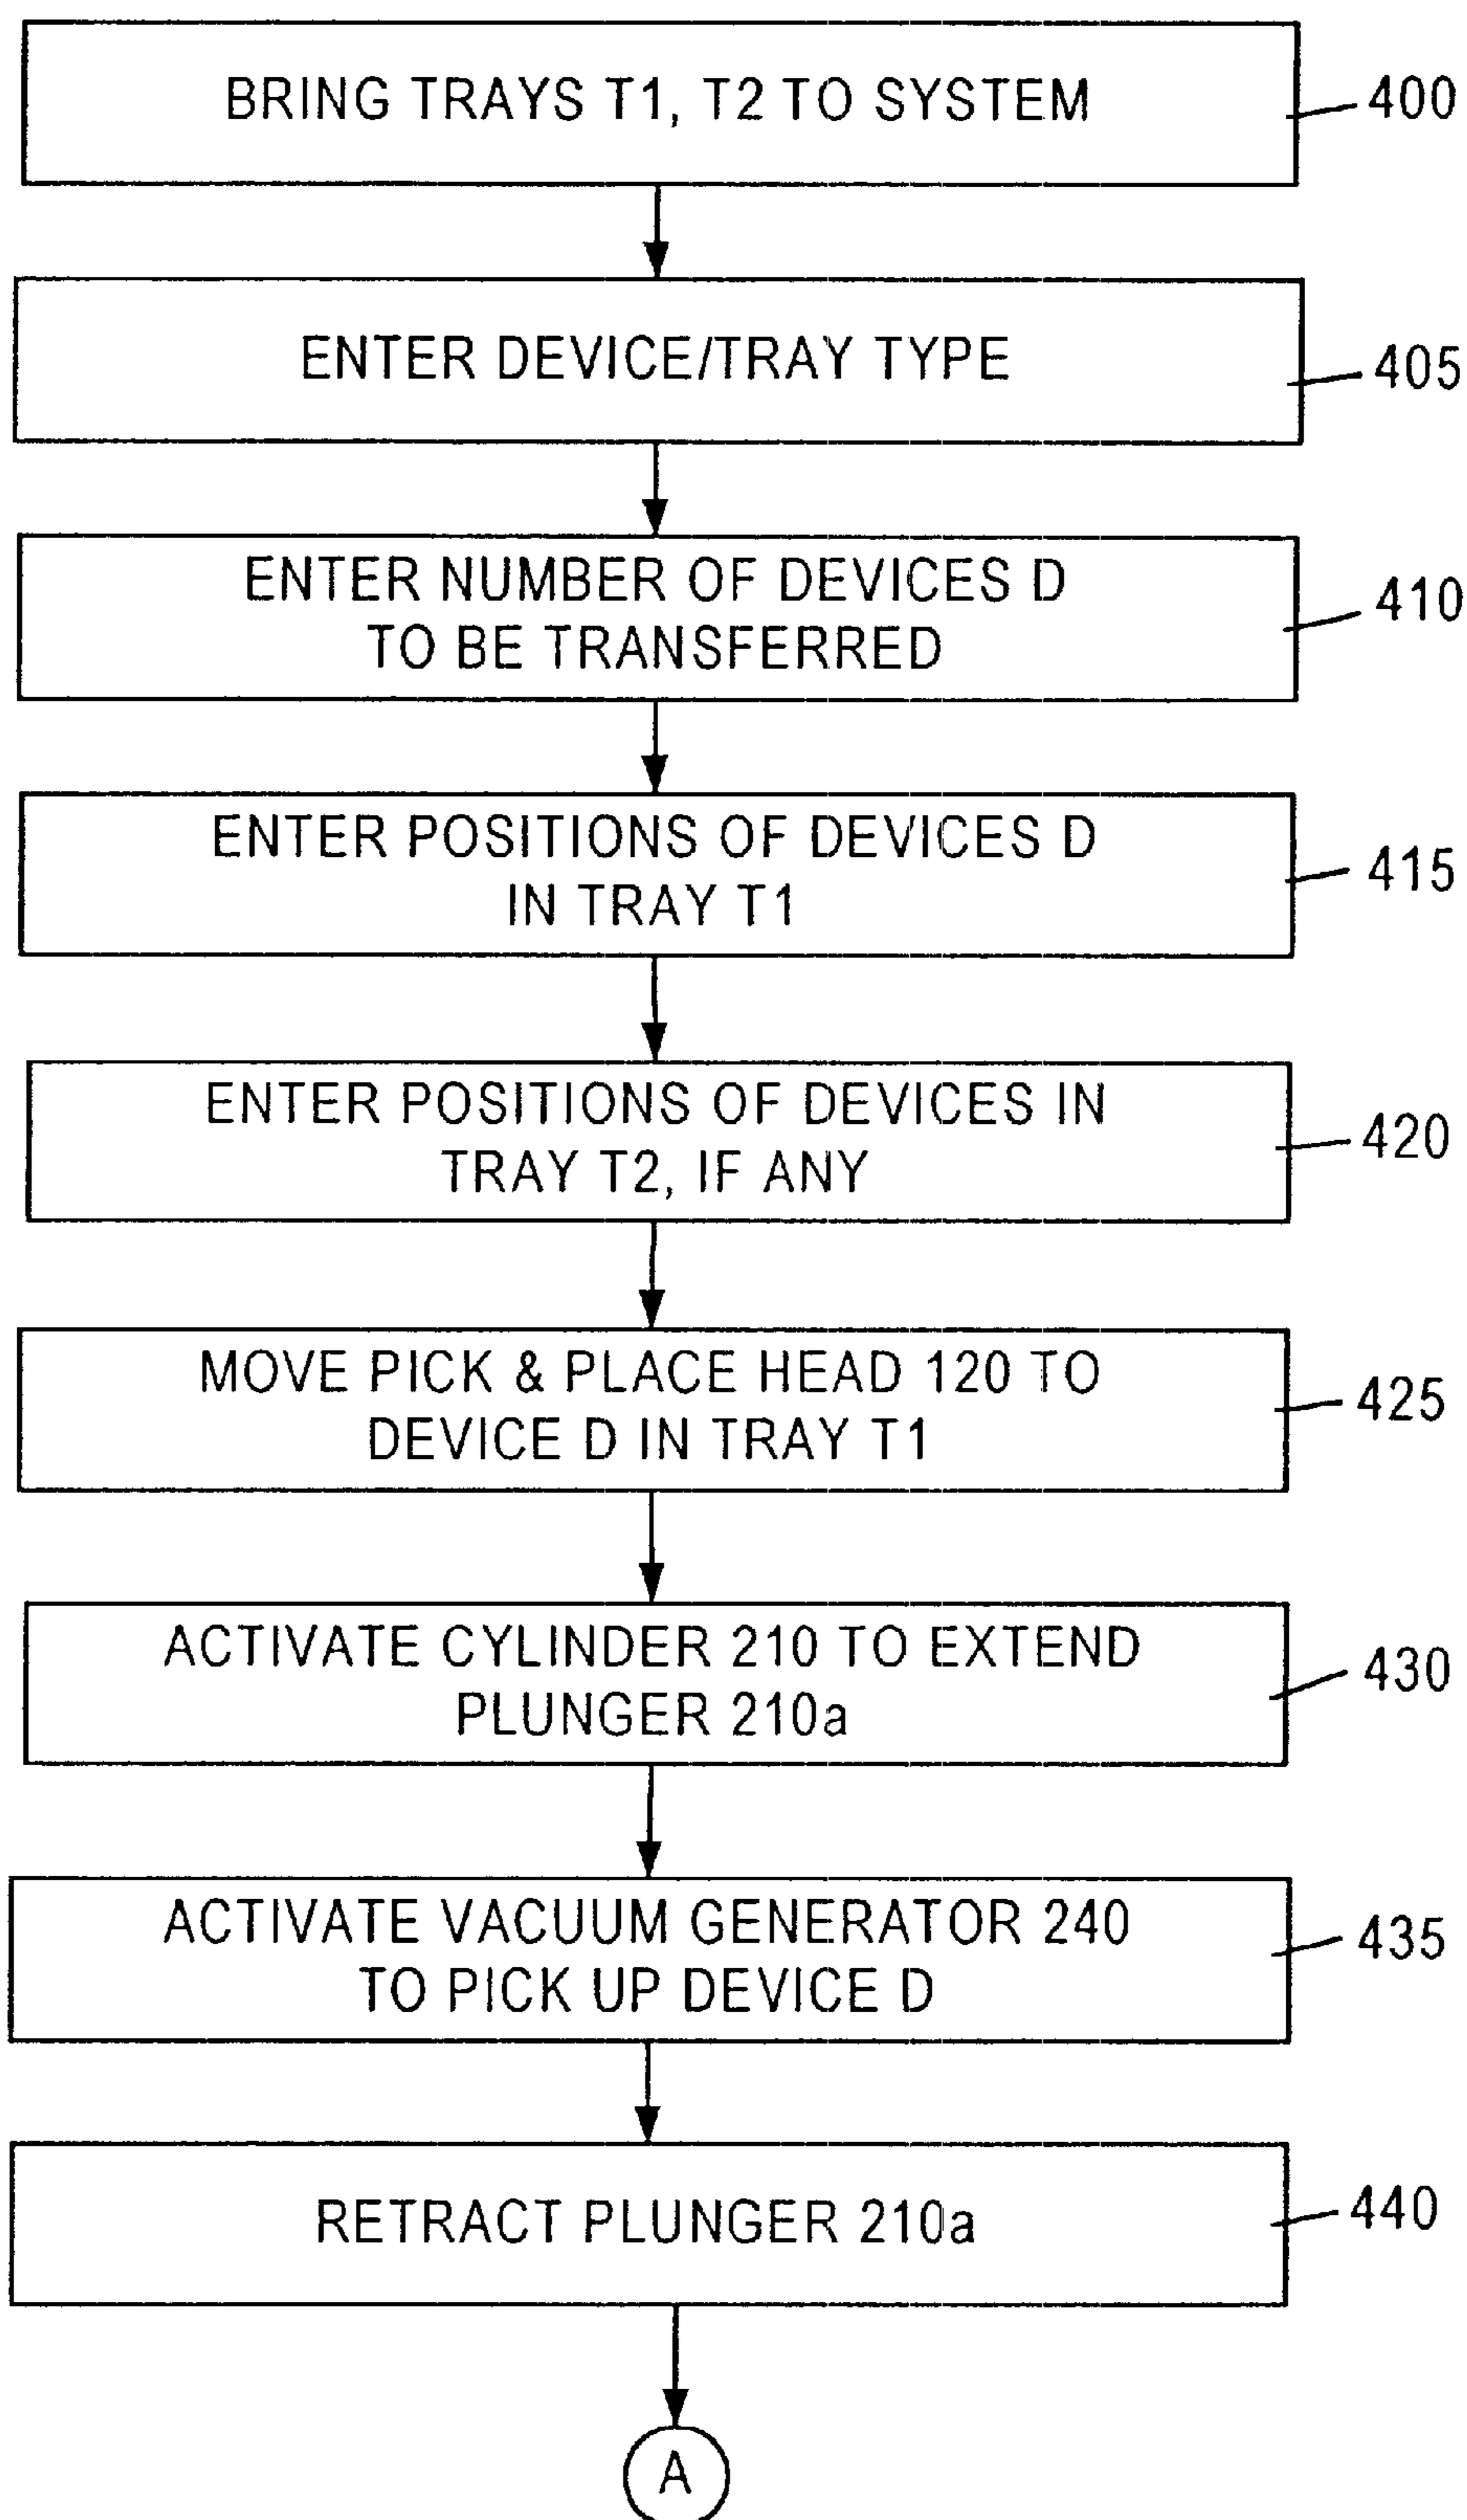 BRING TRAYS T1, T2 TO SYSTEM
400
ENTER DEVICE/TRAY TYPE
405
ENTER NUMBER OF DEVICES D
TO BE TRANSFERRED
410
ENTER POSITIONS OF DEVICES D
IN TRAY T1
415
ENTER POSITIONS OF DEVICES IN
TRAY T2, IF ANY
420
MOVE PICK & PLACE HEAD 120 TO
DEVICE D IN TRAY T1
425
ACTIVATE CYLINDER 210 TO EXTEND
PLUNGER 210a
430
ACTIVATE VACUUM GENERATOR 240
TO PICK UP DEVICE D
435
RETRACT PLUNGER 210a
440
A